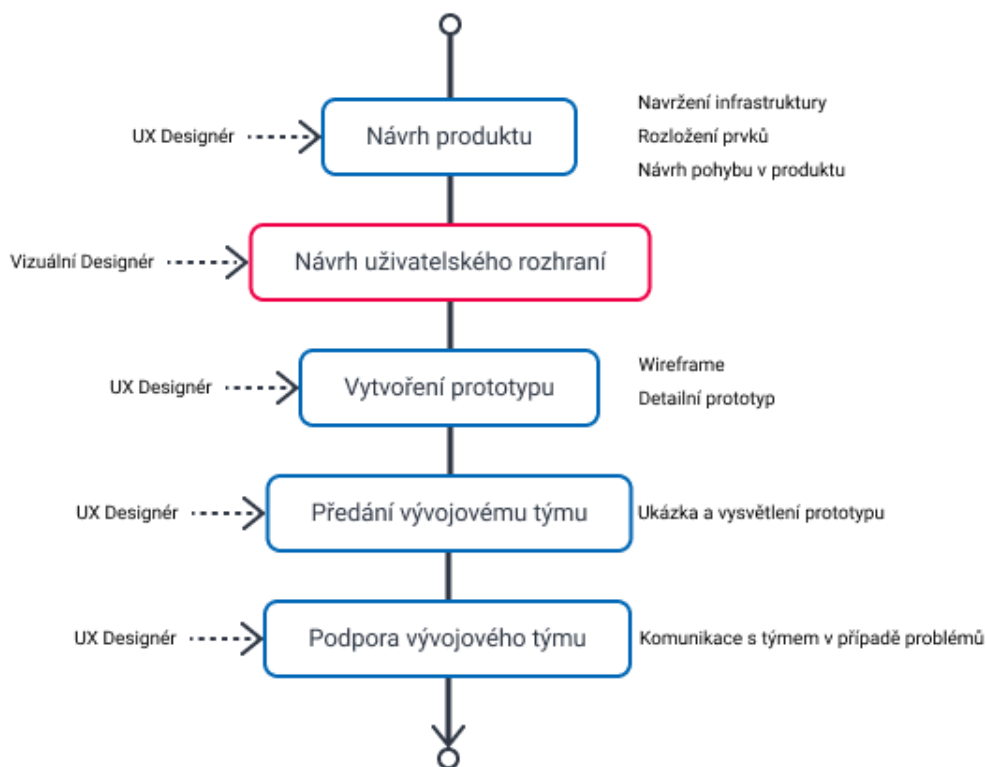 UX Designér
Návrh produktu
Navržení infrastruktury
Rozložení prvků
Návrh pohybu v produktu
Vizuální Designér
Návrh uživatelského rozhraní
UX Designér
Vytvoření prototypu
Wireframe
Detailní prototyp
UX Designér
Předání vývojovému týmu
Ukázka a vysvětlení prototypu
UX Designér
Podpora vývojového týmu
Komunikace s týmem v případě problémů